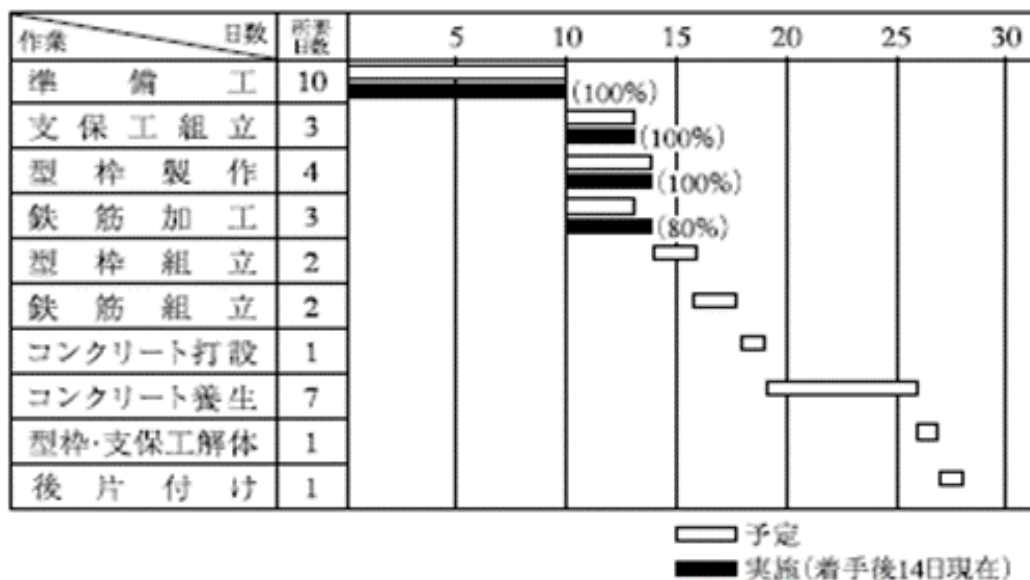 作業 日数 所要日数 5 10 15 20 25 30
準備工 10 (100%)
支保工組立 3 (100%)
型枠製作 4 (100%)
鉄筋加工 3 (80%)
型枠組立 2
鉄筋組立 2
コンクリート打設 1
コンクリート養生 7
型枠・支保工解体 1
後片付け 1
予定
実施(着手後14日現在)